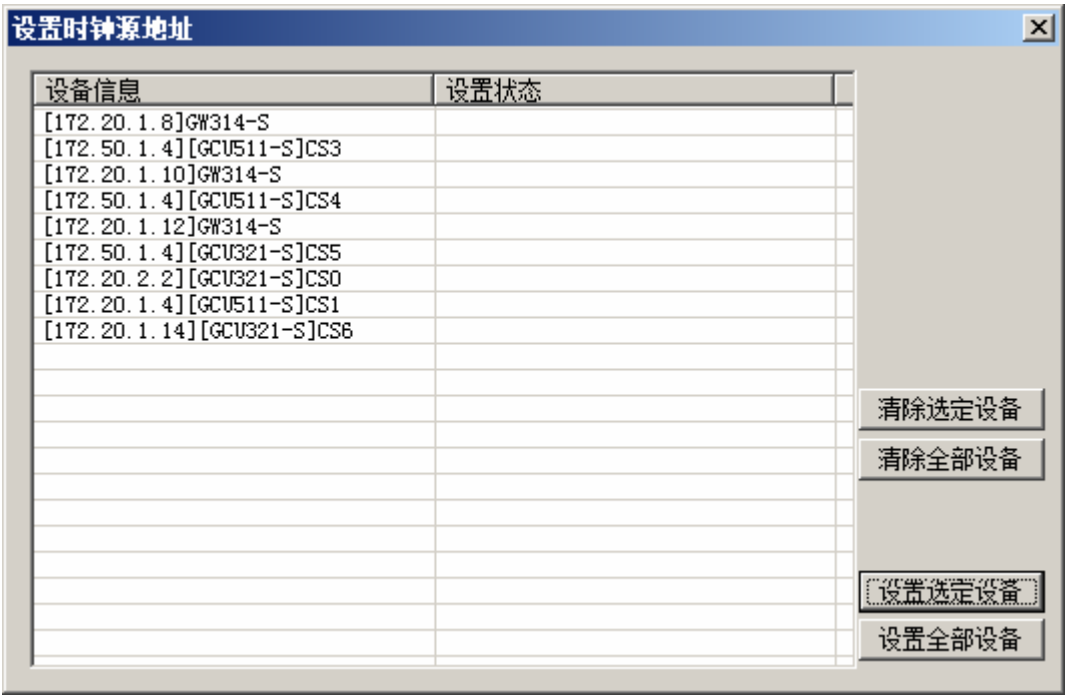 设置时钟源地址
设备信息 设置状态
[172.20.1.8]GW314-S
[172.50.1.4][GCU511-S]CS3
[172.20.1.10]GW314-S
[172.50.1.4][GCU511-S]CS4
[172.20.1.12]GW314-S
[172.50.1.4][GCU321-S]CS5
[172.20.2.2][GCU321-S]CS0
[172.20.1.4][GCU511-S]CS1
[172.20.1.14][GCU321-S]CS6
清除选定设备
清除全部设备
设置选定设备
设置全部设备